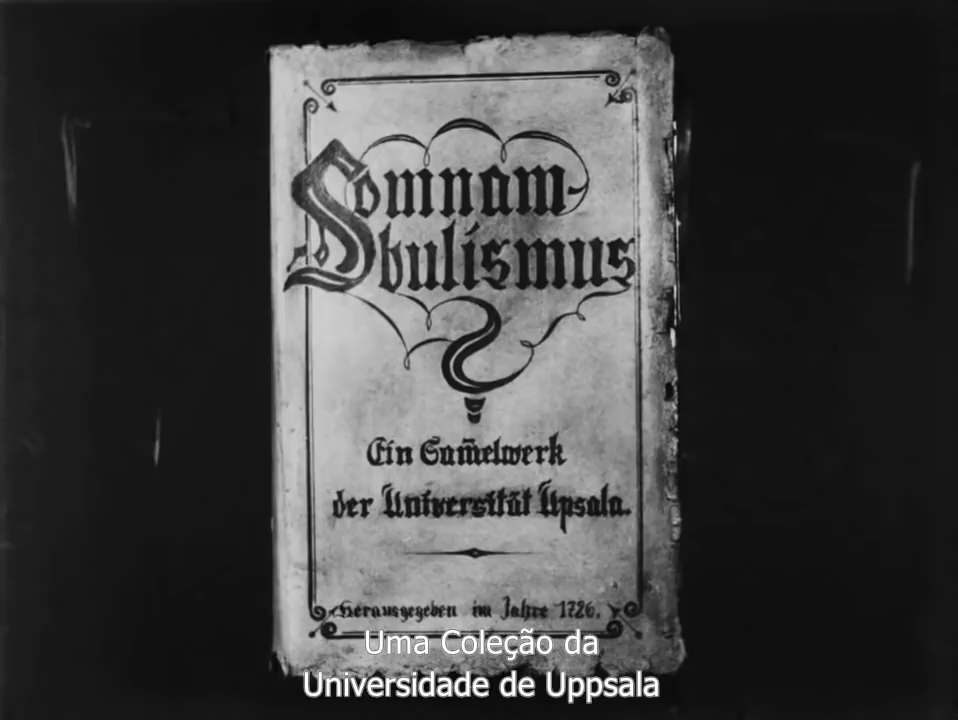 Somnam-
bulismus
Ein Sam̅elwerk
der Universität Upsala.
Herausgegeben im Jahre 1726.
Uma Coleção da
Universidade de Uppsala